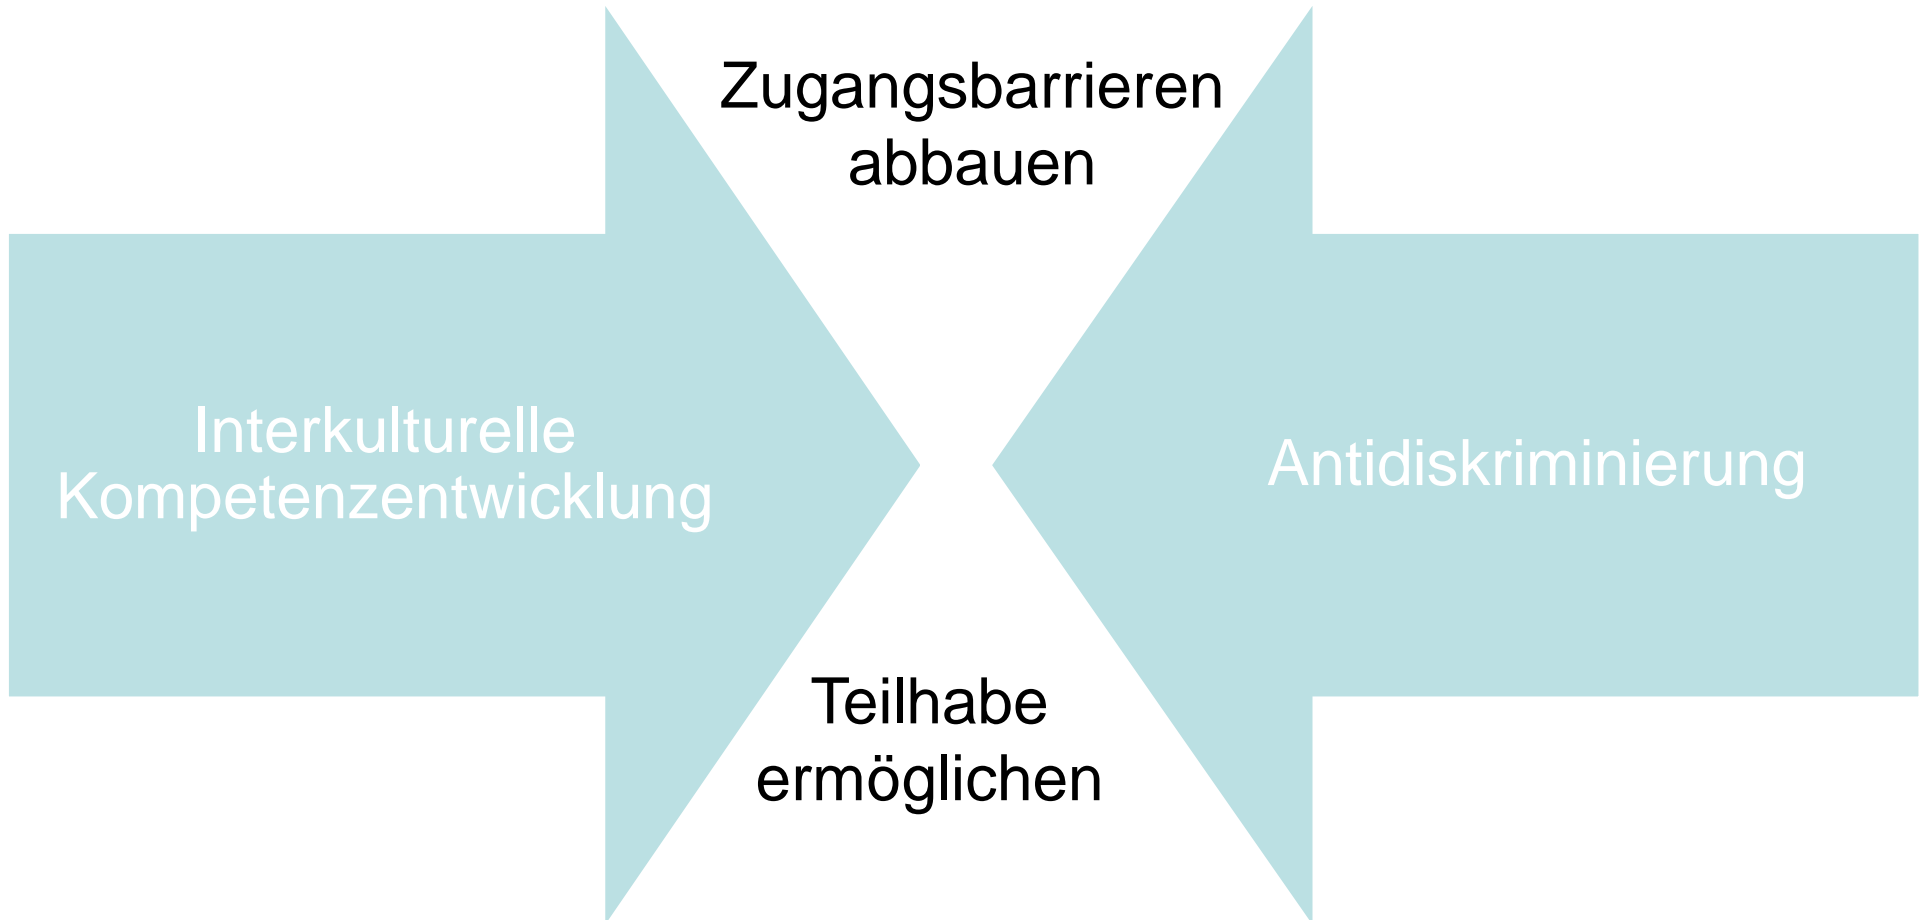 Zugangsbarrieren
abbauen
Interkulturelle
Kompetenzentwicklung
Antidiskriminierung
Teilhabe
ermöglichen